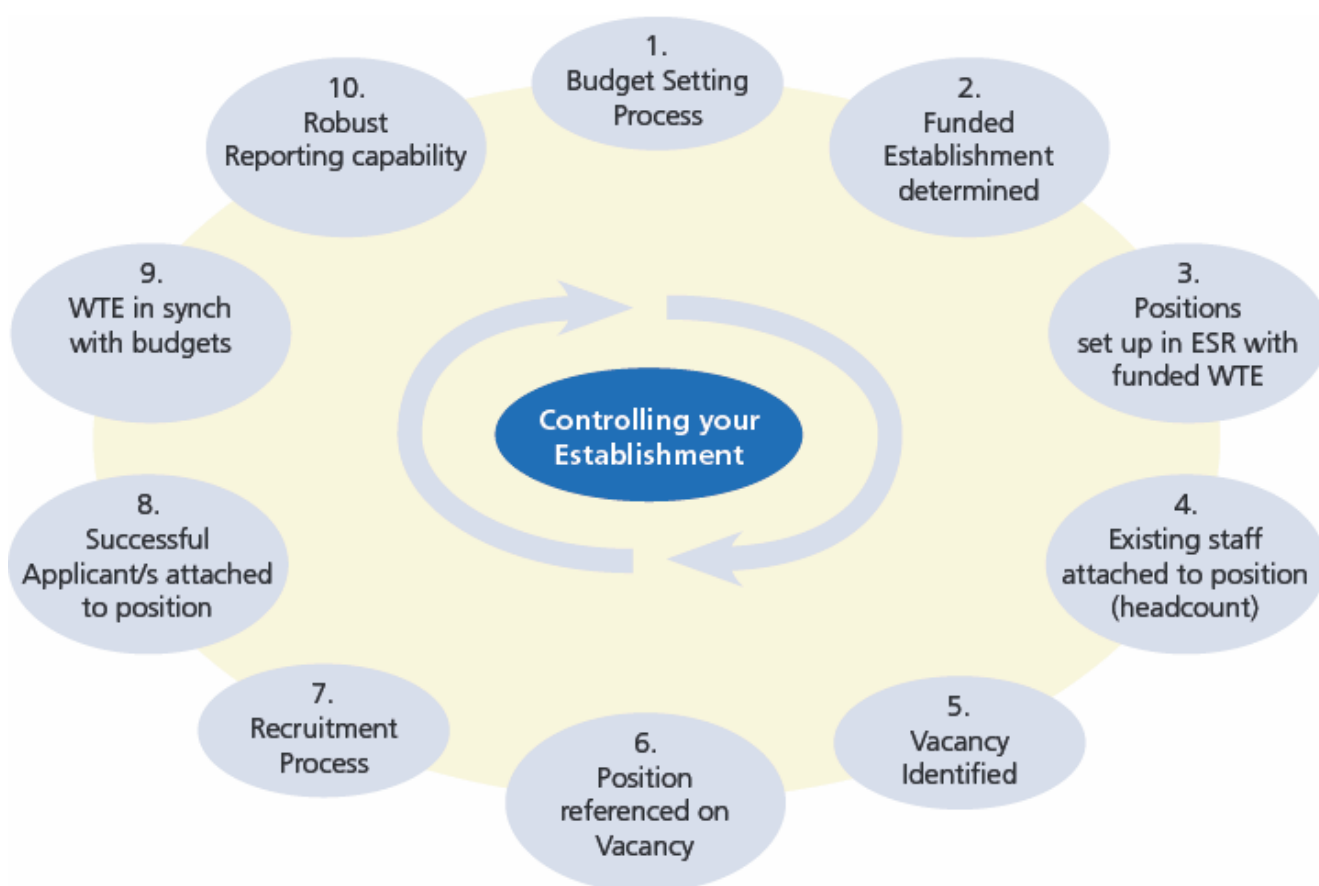 1.
Budget Setting
Process
2.
Funded
Establishment
determined
3.
Positions
set up in ESR with
funded WTE
4.
Existing staff
attached to position
(headcount)
5.
Vacancy
Identified
6.
Position
referenced on
Vacancy
7.
Recruitment
Process
8.
Successful
Applicant/s attached
to position
9.
WTE in synch
with budgets
10.
Robust
Reporting capability
Controlling your
Establishment